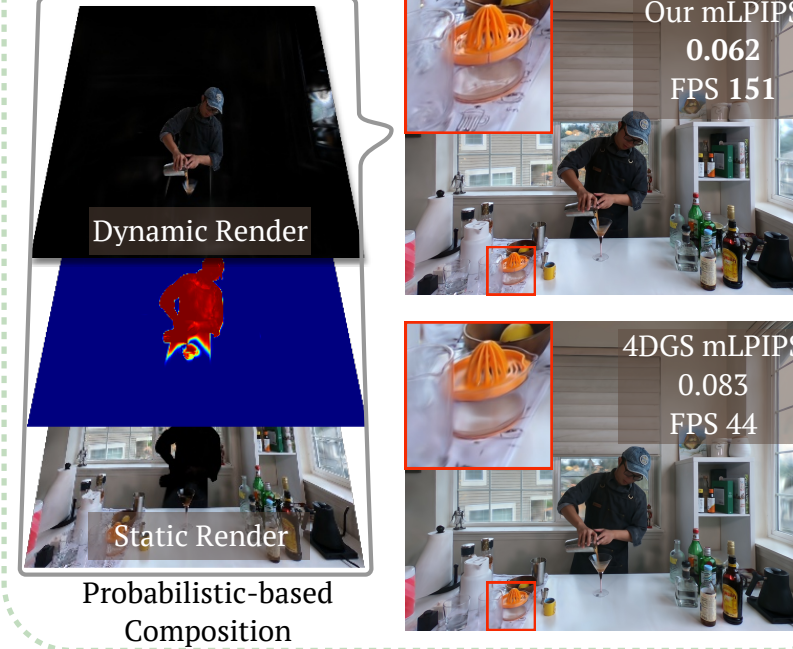 Dynamic Render
Static Render
Probabilistic-based
Composition
Our mLPIPS
0.062
FPS 151
4DGS mLPIPS
0.083
FPS 44